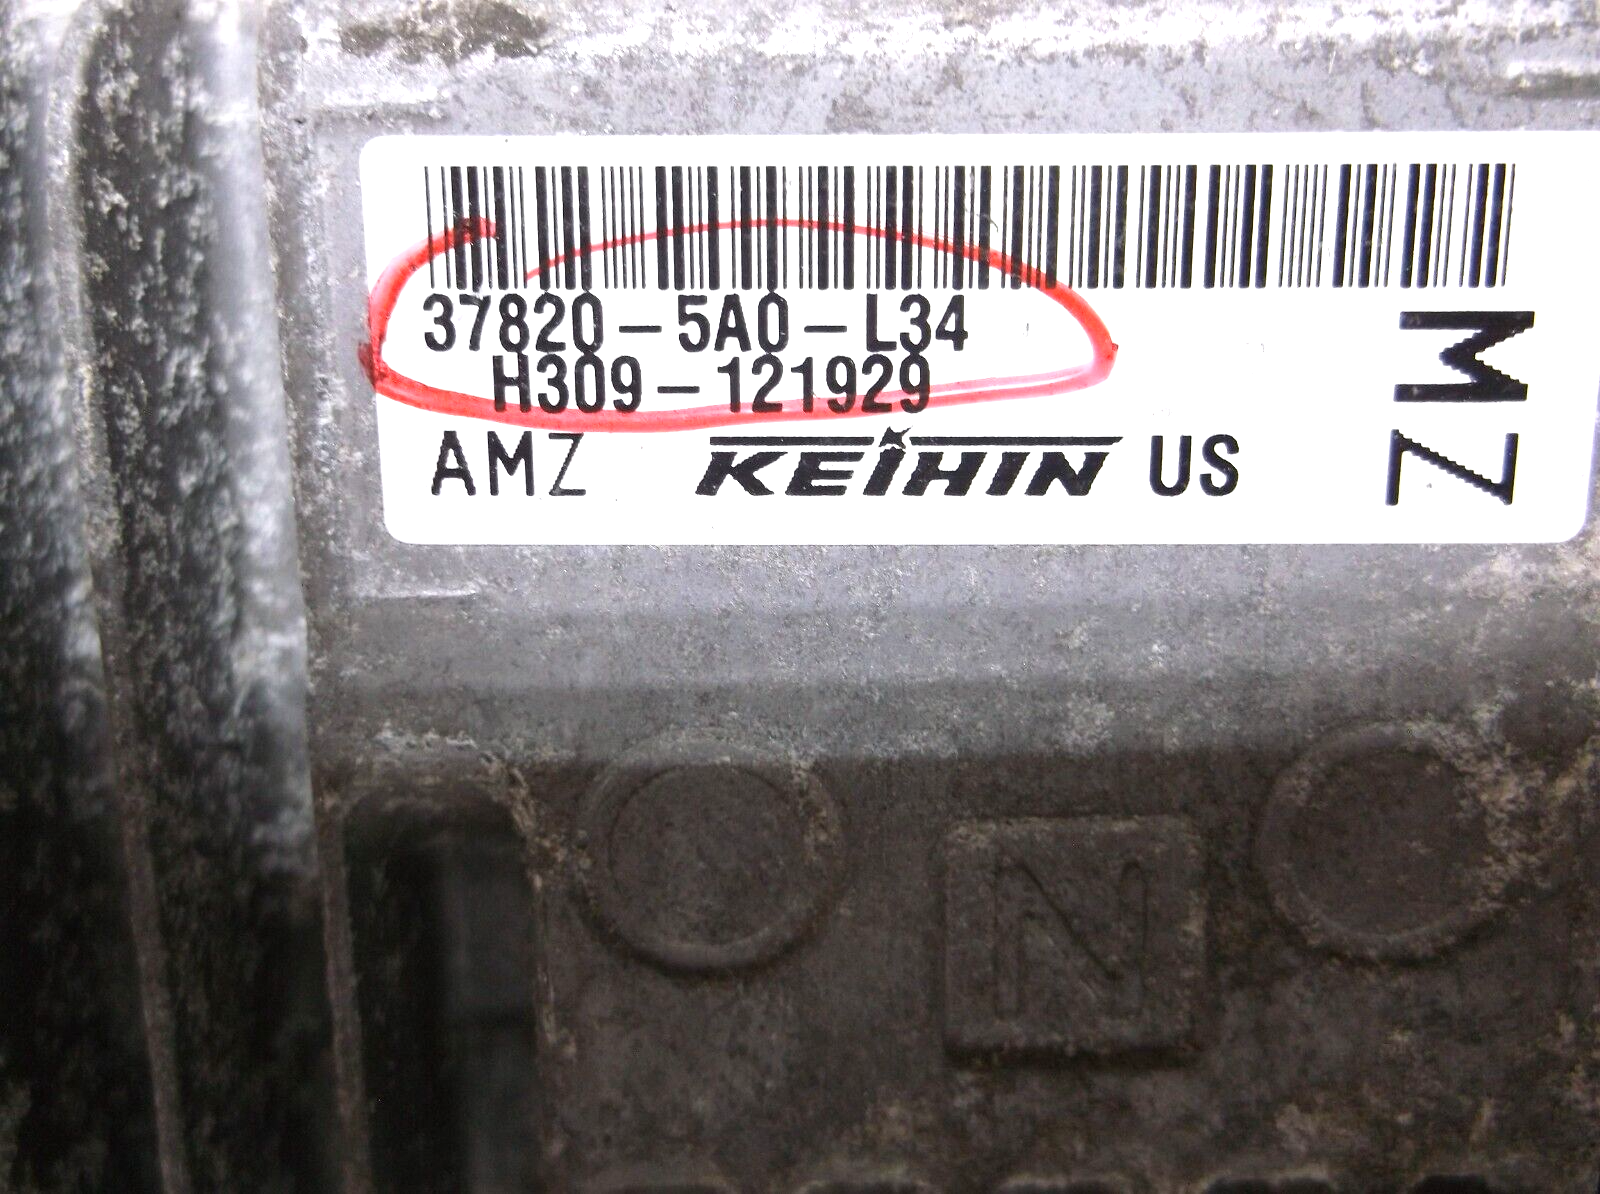 37820-5A0-L34
H309-121929
AMZ KEIHIN US
MZ
N